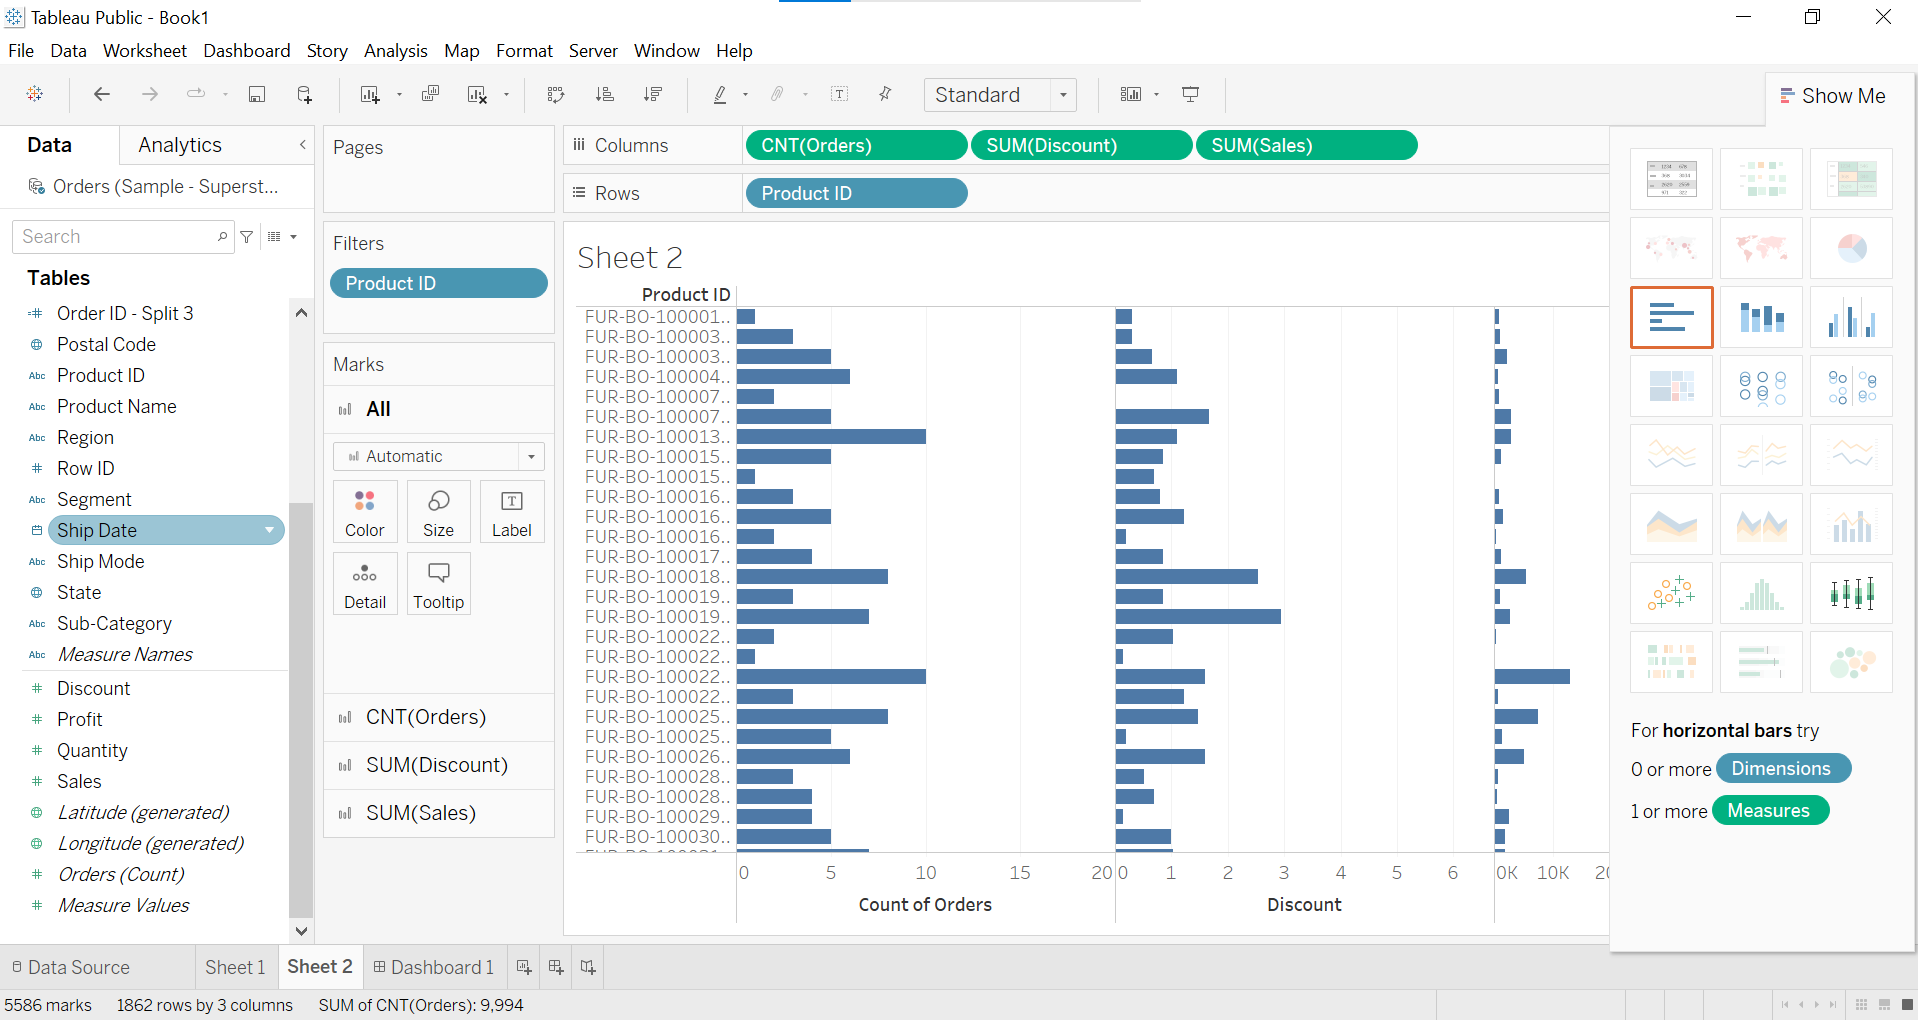 Tableau Public - Book1
File Data Worksheet Dashboard Story Analysis Map Format Server Window Help
Standard
Show Me
Data Analytics
Orders (Sample - Superst...
Search
Tables
Order ID - Split 3
Postal Code
Abc Product ID
Abc Product Name
Abc Region
Row ID
Abc Segment
Ship Date
Abc Ship Mode
State
Abc Sub-Category
Abc Measure Names
Discount
Profit
Quantity
Sales
Latitude (generated)
Longitude (generated)
Orders (Count)
Measure Values
Pages
Filters
Product ID
Marks
All
Automatic
Color Size Label
Detail Tooltip
CNT(Orders)
SUM(Discount)
SUM(Sales)
Columns CNT(Orders) SUM(Discount) SUM(Sales)
Rows Product ID
Sheet 2
Product ID
FUR-BO-100001..
FUR-BO-100003..
FUR-BO-100003..
FUR-BO-100004..
FUR-BO-100007..
FUR-BO-100007..
FUR-BO-100013..
FUR-BO-100015..
FUR-BO-100015..
FUR-BO-100016..
FUR-BO-100016..
FUR-BO-100016..
FUR-BO-100017..
FUR-BO-100018..
FUR-BO-100019..
FUR-BO-100019..
FUR-BO-100022..
FUR-BO-100022..
FUR-BO-100022..
FUR-BO-100022..
FUR-BO-100025..
FUR-BO-100025..
FUR-BO-100026..
FUR-BO-100028..
FUR-BO-100028..
FUR-BO-100029..
FUR-BO-100030..
0 5 10 15 20 0 1 2 3 4 5 6 0K 10K
Count of Orders Discount
For horizontal bars try
0 or more Dimensions
1 or more Measures
Data Source Sheet 1 Sheet 2 Dashboard 1
5586 marks 1862 rows by 3 columns SUM of CNT(Orders): 9,994